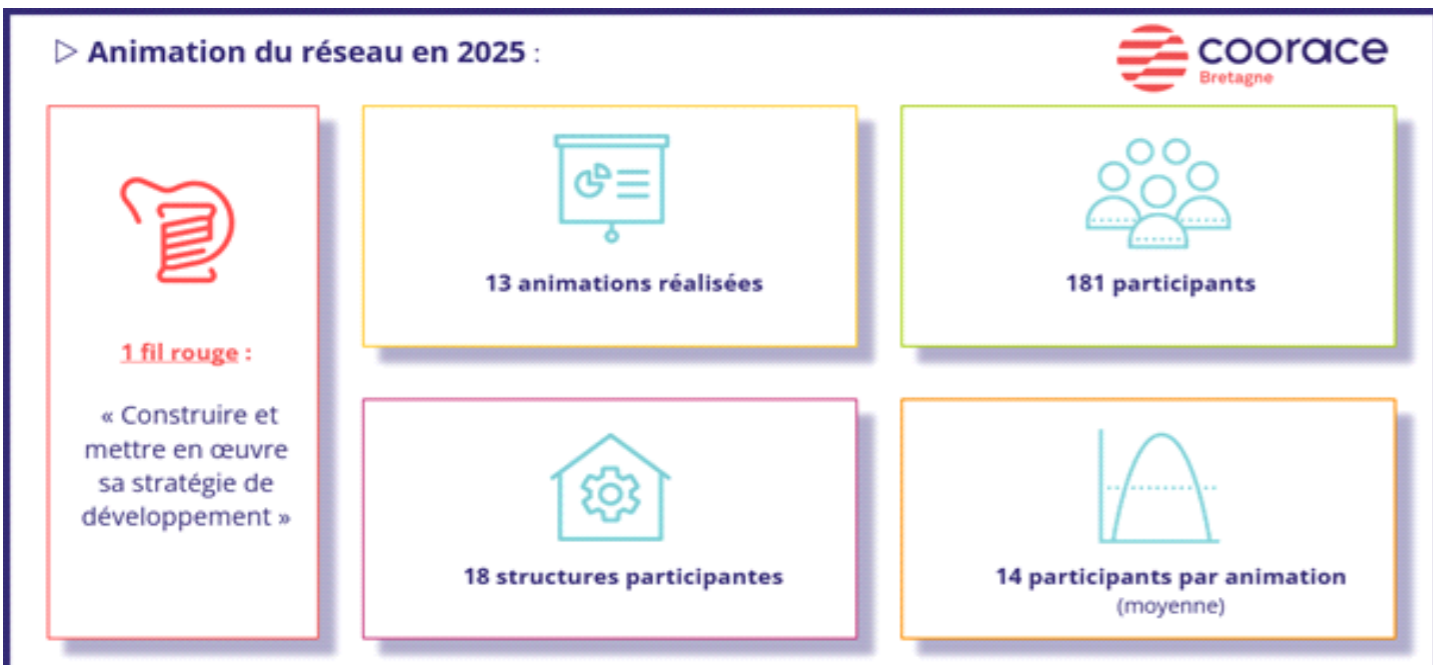 ▷ Animation du réseau en 2025 :
coorace
Bretagne
1 fil rouge :
« Construire et
mettre en œuvre
sa stratégie de
développement »
13 animations réalisées
181 participants
18 structures participantes
14 participants par animation
(moyenne)